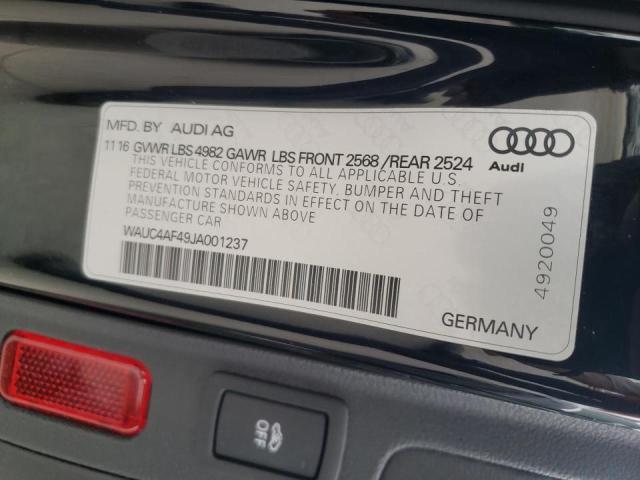 MFD. BY AUDI AG
11 16 GVWR LBS 4982 GAWR LBS FRONT 2568 /REAR 2524
THIS VEHICLE CONFORMS TO ALL APPLICABLE U.S.
FEDERAL MOTOR VEHICLE SAFETY, BUMPER AND THEFT
PREVENTION STANDARDS IN EFFECT ON THE DATE OF
MANUFACTURE SHOWN ABOVE
PASSENGER CAR
WAUC4AF49JA001237
Audi
4920049
GERMANY
OFF